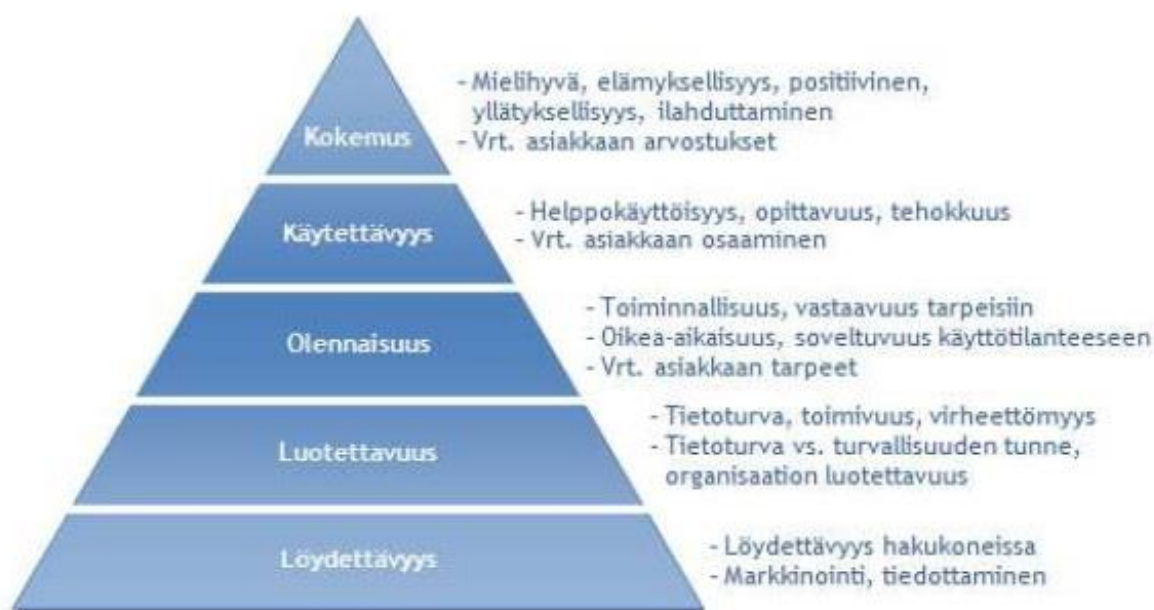 Kokemus
- Mielihyvä, elämyksellisyys, positiivinen,
yllätyksellisyys, ilahduttaminen
- Vrt. asiakkaan arvostukset
Käytettävyys
- Helppokäyttöisyys, opittavuus, tehokkuus
- Vrt. asiakkaan osaaminen
Olennaisuus
- Toiminnallisuus, vastaavuus tarpeisiin
- Oikea-aikaisuus, soveltuvuus käyttötilanteeseen
- Vrt. asiakkaan tarpeet
Luotettavuus
- Tietoturva, toimivuus, virheettömyys
- Tietoturva vs. turvallisuuden tunne,
organisaation luotettavuus
Löydettävyys
- Löydettävyys hakukoneissa
- Markkinointi, tiedottaminen